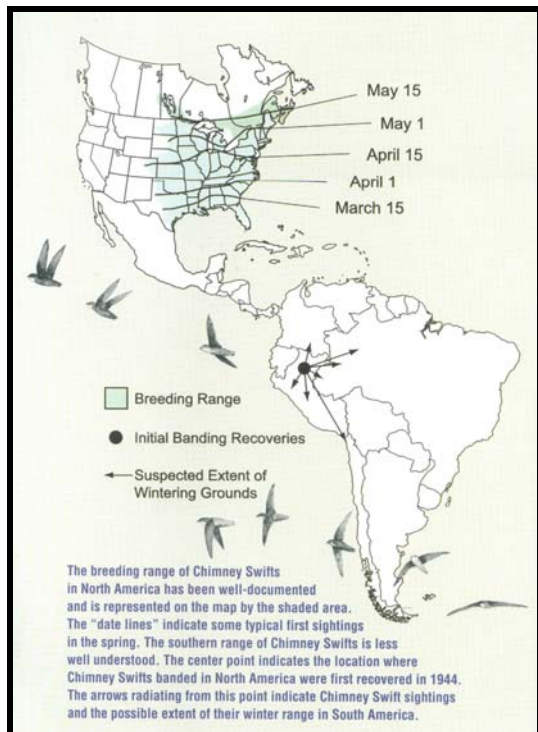 May 15
May 1
April 15
April 1
March 15
Breeding Range
Initial Banding Recoveries
Suspected Extent of
Wintering Grounds
The breeding range of Chimney Swifts
in North America has been well-documented
and is represented on the map by the shaded area.
The "date lines" indicate some typical first sightings
in the spring. The southern range of Chimney Swifts is less
well understood. The center point indicates the location where
Chimney Swifts banded in North America were first recovered in 1944.
The arrows radiating from this point indicate Chimney Swift sightings
and the possible extent of their winter range in South America.